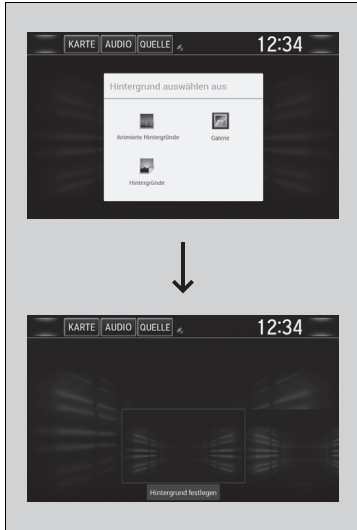 KARTE AUDIO QUELLE 12:34
Hintergrund auswählen aus
Animierte Hintergründe Galerie
Hintergründe
KARTE AUDIO QUELLE 12:34
Hintergrund festlegen